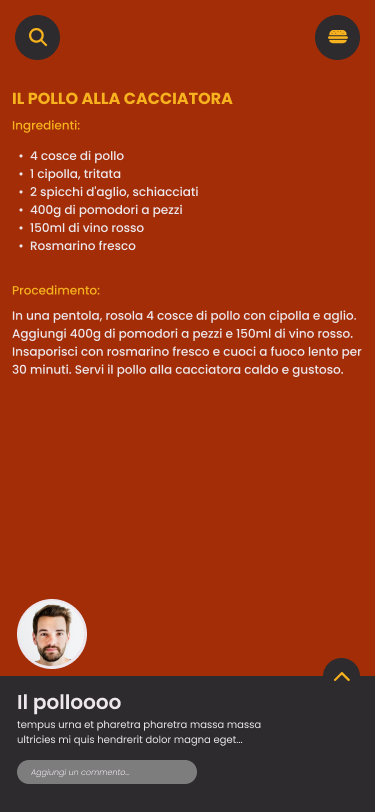 IL POLLO ALLA CACCIATORA
Ingredienti:
• 4 cosce di pollo
• 1 cipolla, tritata
• 2 spicchi d'aglio, schiacciati
• 400g di pomodori a pezzi
• 150ml di vino rosso
• Rosmarino fresco
Procedimento:
In una pentola, rosola 4 cosce di pollo con cipolla e aglio.
Aggiungi 400g di pomodori a pezzi e 150ml di vino rosso.
Insaporisci con rosmarino fresco e cuoci a fuoco lento per
30 minuti. Servi il pollo alla cacciatora caldo e gustoso.
Il polloooo
tempus urna et pharetra pharetra massa massa
ultricies mi quis hendrerit dolor magna eget...
Aggiungi un commento...